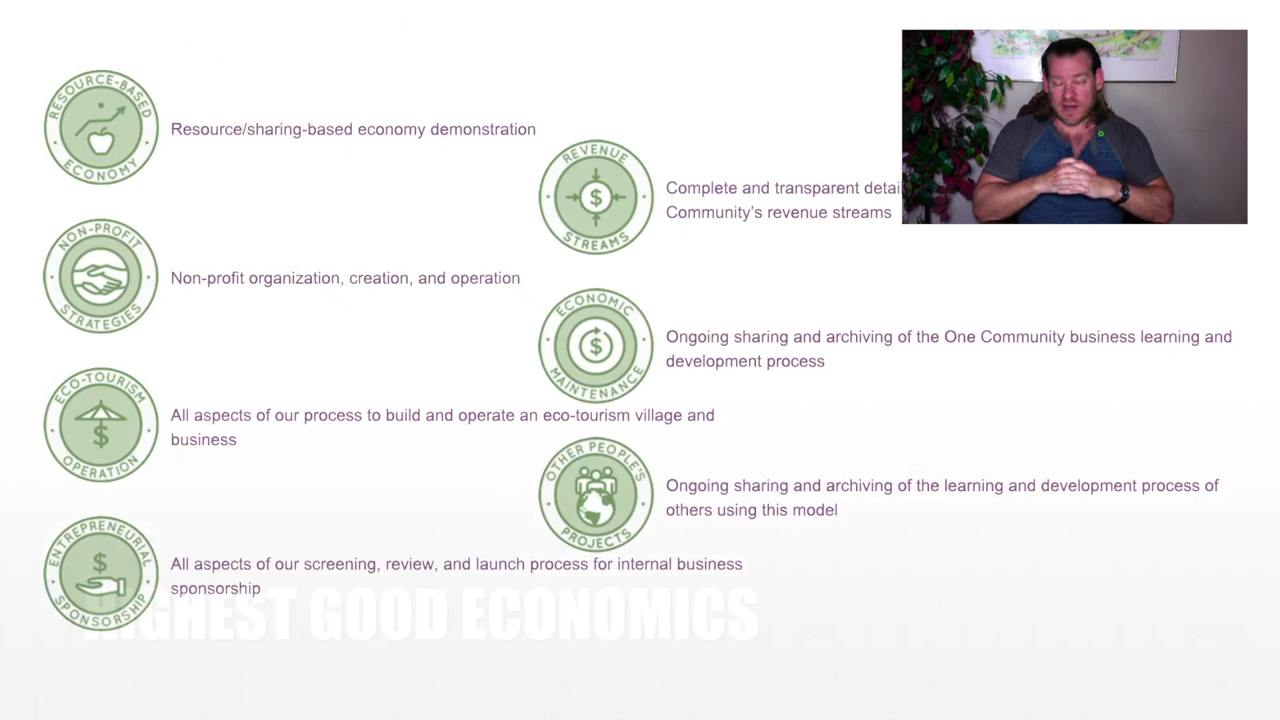 RESOURCE-BASED
ECONOMY
Resource/sharing-based economy demonstration
NON-PROFIT
STRATEGIES
Non-profit organization, creation, and operation
ECO-TOURISM
OPERATION
All aspects of our process to build and operate an eco-tourism village and
business
ENTREPRENEURIAL
SPONSORSHIP
All aspects of our screening, review, and launch process for internal business
sponsorship
REVENUE
STREAMS
Complete and transparent
Community's revenue streams
ECONOMIC
MAINTENANCE
Ongoing sharing and archiving of the One Community business learning and
development process
OTHER PEOPLE'S
PROJECTS
Ongoing sharing and archiving of the learning and development process of
others using this model
HIGHEST GOOD ECONOMICS